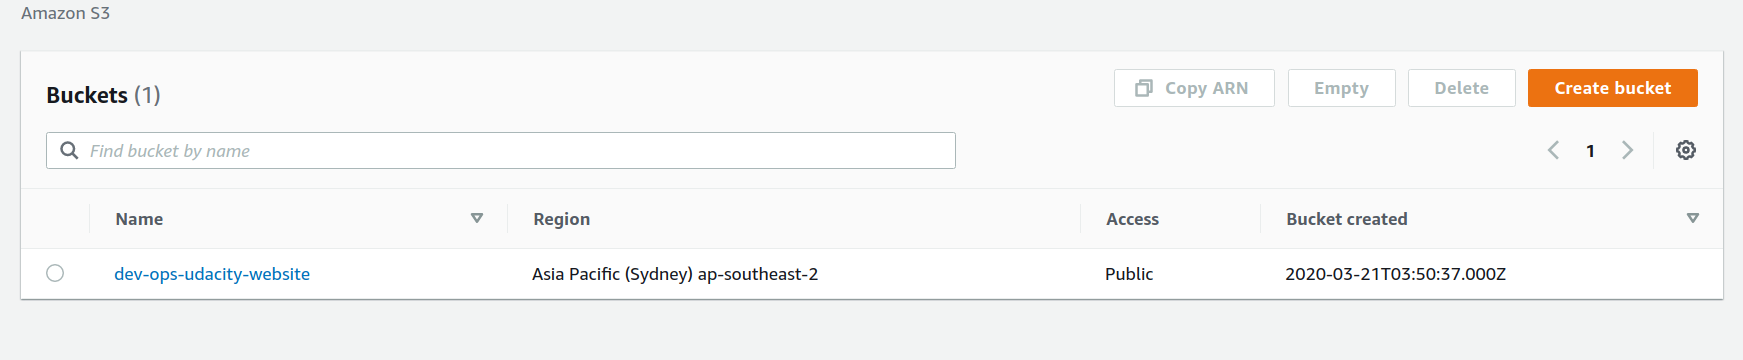 Amazon S3
Buckets (1)
Copy ARN Empty Delete Create bucket
Find bucket by name
1
Name Region Access Bucket created
dev-ops-udacity-website Asia Pacific (Sydney) ap-southeast-2 Public 2020-03-21T03:50:37.000Z